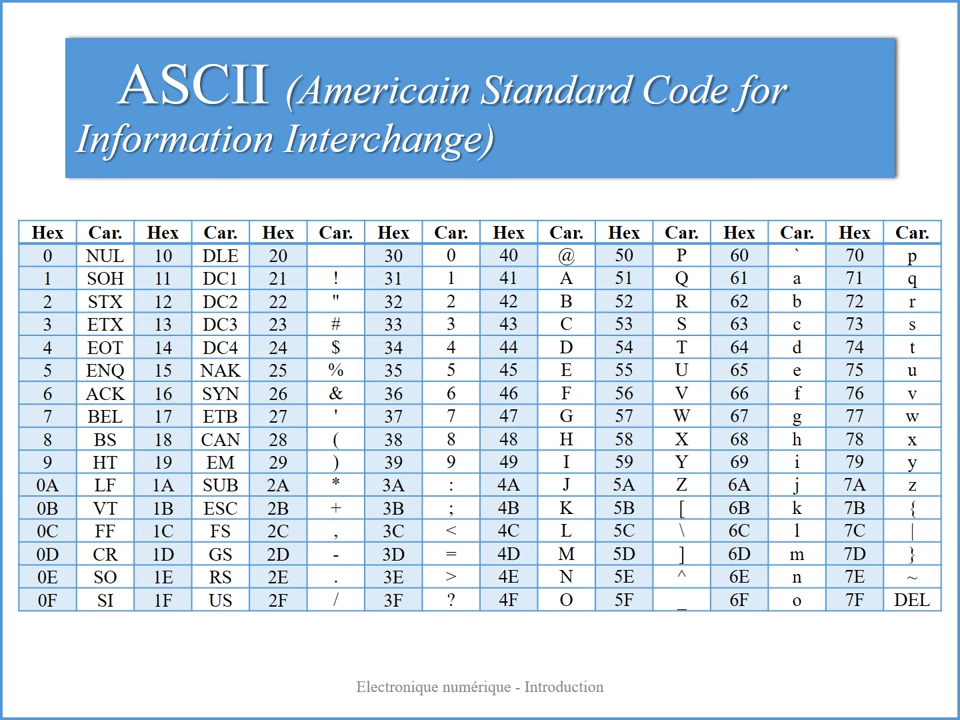 ASCII (Americain Standard Code for
Information Interchange)
Hex Car. Hex Car. Hex Car. Hex Car. Hex Car. Hex Car. Hex Car. Hex Car.
0 NUL 10 DLE 20 30 0 40 @ 50 P 60 ` 70 p
1 SOH 11 DC1 21 ! 31 1 41 A 51 Q 61 a 71 q
2 STX 12 DC2 22 " 32 2 42 B 52 R 62 b 72 r
3 ETX 13 DC3 23 # 33 3 43 C 53 S 63 c 73 s
4 EOT 14 DC4 24 $ 34 4 44 D 54 T 64 d 74 t
5 ENQ 15 NAK 25 % 35 5 45 E 55 U 65 e 75 u
6 ACK 16 SYN 26 & 36 6 46 F 56 V 66 f 76 v
7 BEL 17 ETB 27 ' 37 7 47 G 57 W 67 g 77 w
8 BS 18 CAN 28 ( 38 8 48 H 58 X 68 h 78 x
9 HT 19 EM 29 ) 39 9 49 I 59 Y 69 i 79 y
0A LF 1A SUB 2A * 3A : 4A J 5A Z 6A j 7A z
0B VT 1B ESC 2B + 3B ; 4B K 5B [ 6B k 7B {
0C FF 1C FS 2C , 3C < 4C L 5C \ 6C l 7C |
0D CR 1D GS 2D - 3D = 4D M 5D ] 6D m 7D }
0E SO 1E RS 2E . 3E > 4E N 5E ^ 6E n 7E ~
0F SI 1F US 2F / 3F ? 4F O 5F _ 6F o 7F DEL
Electronique numérique - Introduction